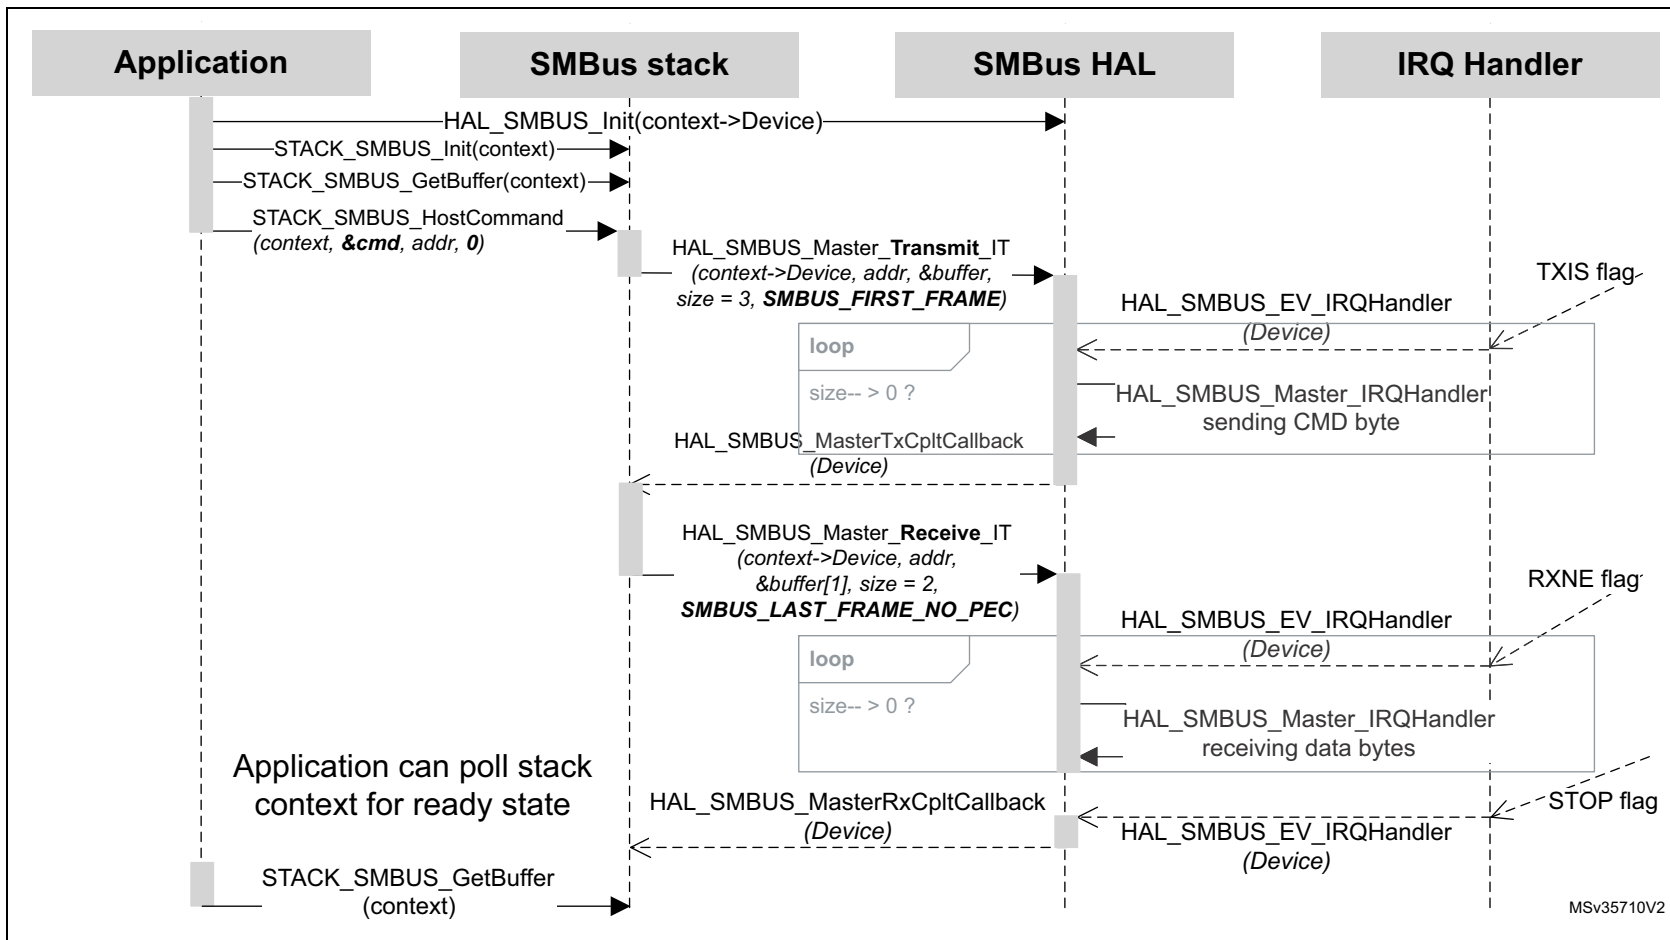 Application
SMBus stack
SMBus HAL
IRQ Handler
HAL_SMBUS_Init(context->Device)
STACK_SMBUS_Init(context)
STACK_SMBUS_GetBuffer(context)
STACK_SMBUS_HostCommand
(context, &cmd, addr, 0)
HAL_SMBUS_Master_Transmit_IT
(context->Device, addr, &buffer,
size = 3, SMBUS_FIRST_FRAME)
TXIS flag
HAL_SMBUS_EV_IRQHandler
(Device)
loop
size-- > 0 ?
HAL_SMBUS_Master_IRQHandler
sending CMD byte
HAL_SMBUS_MasterTxCpltCallback
(Device)
HAL_SMBUS_Master_Receive_IT
(context->Device, addr,
&buffer[1], size = 2,
SMBUS_LAST_FRAME_NO_PEC)
RXNE flag
HAL_SMBUS_EV_IRQHandler
(Device)
loop
size-- > 0 ?
HAL_SMBUS_Master_IRQHandler
receiving data bytes
Application can poll stack
context for ready state
HAL_SMBUS_MasterRxCpltCallback
(Device)
STOP flag
HAL_SMBUS_EV_IRQHandler
(Device)
STACK_SMBUS_GetBuffer
(context)
MSv35710V2